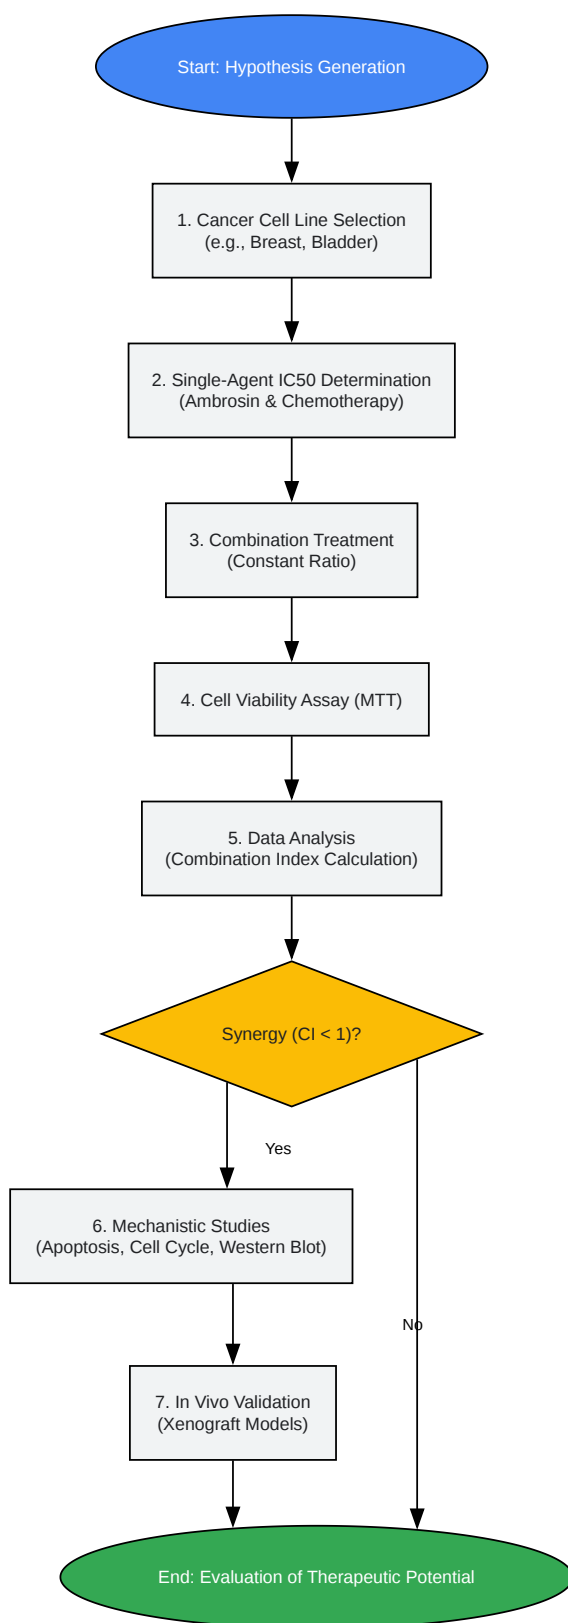 Start: Hypothesis Generation
1. Cancer Cell Line Selection
(e.g., Breast, Bladder)
2. Single-Agent IC50 Determination
(Ambrosin & Chemotherapy)
3. Combination Treatment
(Constant Ratio)
4. Cell Viability Assay (MTT)
5. Data Analysis
(Combination Index Calculation)
Synergy (CI < 1)?
Yes
6. Mechanistic Studies
(Apoptosis, Cell Cycle, Western Blot)
No
7. In Vivo Validation
(Xenograft Models)
End: Evaluation of Therapeutic Potential